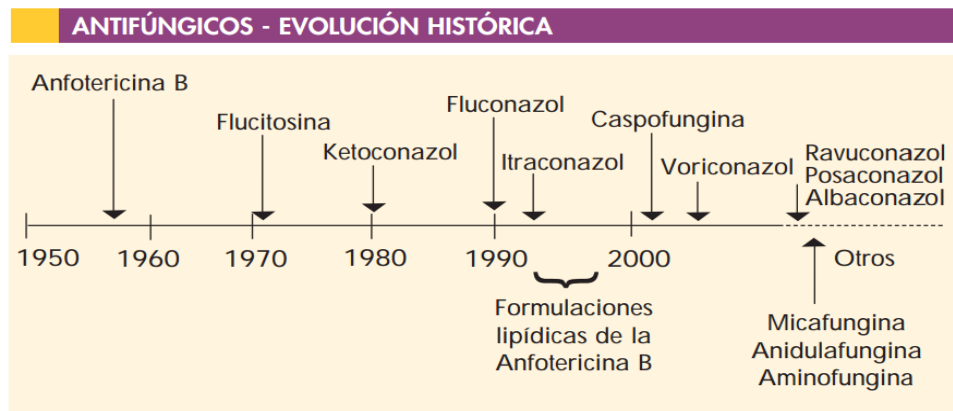 ANTIFÚNGICOS - EVOLUCIÓN HISTÓRICA
Anfotericina B
Flucitosina
Ketoconazol
Fluconazol
Itraconazol
Caspofungina
Voriconazol
Ravuconazol
Posaconazol
Albaconazol
1950
1960
1970
1980
1990
2000
Otros
Formulaciones
lipídicas de la
Anfotericina B
Micafungina
Anidulafungina
Aminofungina